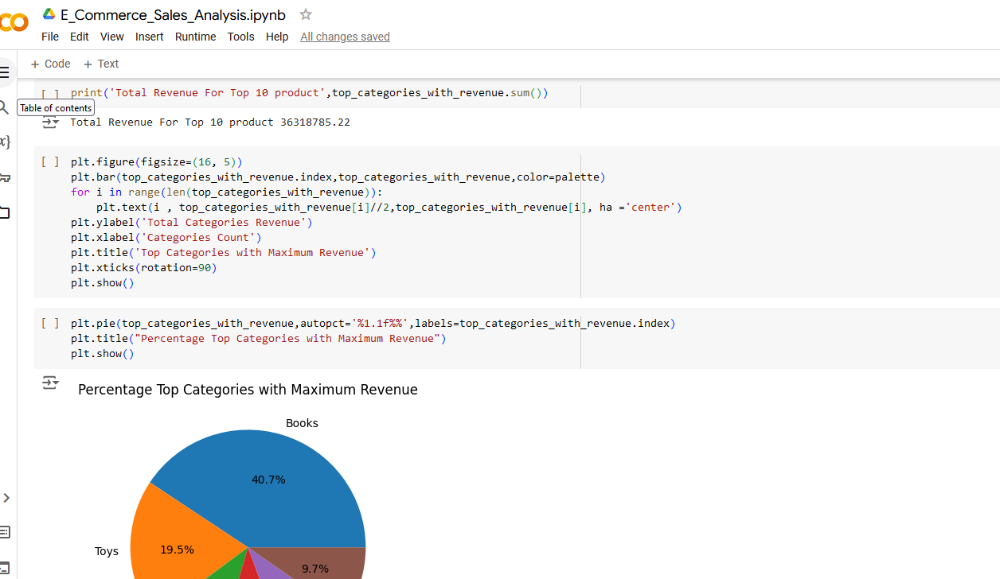 E_Commerce_Sales_Analysis.ipynb
File Edit View Insert Runtime Tools Help All changes saved
+ Code + Text
[ ] print('Total Revenue For Top 10 product',top_categories_with_revenue.sum())
Table of contents
Total Revenue For Top 10 product 36318785.22
[ ] plt.figure(figsize=(16, 5))
plt.bar(top_categories_with_revenue.index,top_categories_with_revenue,color=palette)
for i in range(len(top_categories_with_revenue)):
    plt.text(i , top_categories_with_revenue[i]//2,top_categories_with_revenue[i], ha ='center')
plt.ylabel('Total Categories Revenue')
plt.xlabel('Categories Count')
plt.title('Top Categories with Maximum Revenue')
plt.xticks(rotation=90)
plt.show()
[ ] plt.pie(top_categories_with_revenue,autopct='%1.1f%%',labels=top_categories_with_revenue.index)
plt.title("Percentage Top Categories with Maximum Revenue")
plt.show()
Percentage Top Categories with Maximum Revenue
Books
40.7%
Toys
19.5%
9.7%